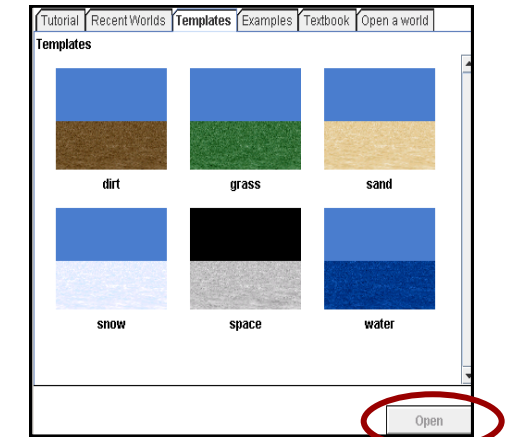 Tutorial Recent Worlds Templates Examples Textbook Open a world
Templates
dirt grass sand
snow space water
Open